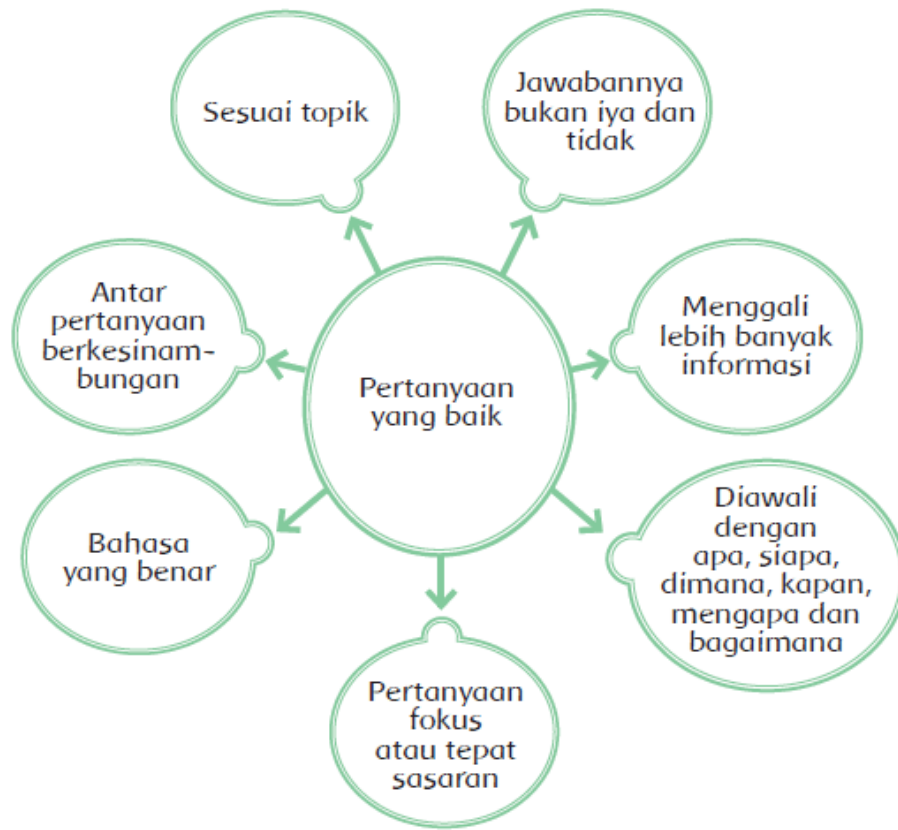 Sesuai topik
Jawabannya
bukan iya dan
tidak
Antar
pertanyaan
berkesinam-
bungan
Menggali
lebih banyak
informasi
Pertanyaan
yang baik
Bahasa
yang benar
Diawali
dengan
apa, siapa,
dimana, kapan,
mengapa dan
bagaimana
Pertanyaan
fokus
atau tepat
sasaran